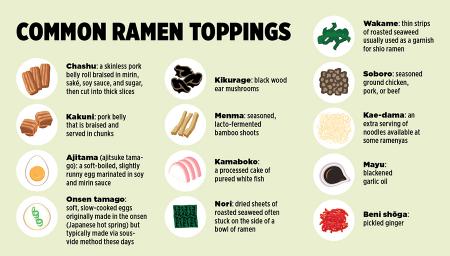 COMMON RAMEN TOPPINGS
Chashu: a skinless pork
belly roll braised in mirin,
saké, soy sauce, and sugar,
then cut into thick slices
Kakuni: pork belly
that is braised and
served in chunks
Ajitama (ajitsuke tama-
go): a soft-boiled, slightly
runny egg marinated in soy
and mirin sauce
Onsen tamago:
soft, slow-cooked eggs
originally made in the onsen
(Japanese hot spring) but
typically made via sous-
vide method these days
Kikurage: black wood
ear mushrooms
Menma: seasoned,
lacto-fermented
bamboo shoots
Kamaboko:
a processed cake of
pureed white fish
Nori: dried sheets of
roasted seaweed often
stuck on the side of a
bowl of ramen
Wakame: thin strips
of roasted seaweed
usually used as a garnish
for shio ramen
Soboro: seasoned
ground chicken,
pork, or beef
Kae-dama: an
extra serving of
noodles available at
some ramenyas
Mayu:
blackened
garlic oil
Beni shōga:
pickled ginger